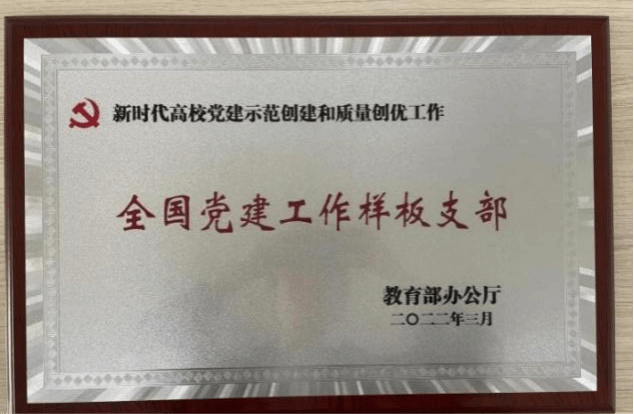 新时代高校党建示范创建和质量创优工作
全国党建工作样板支部
教育部办公厅
二〇二二年三月